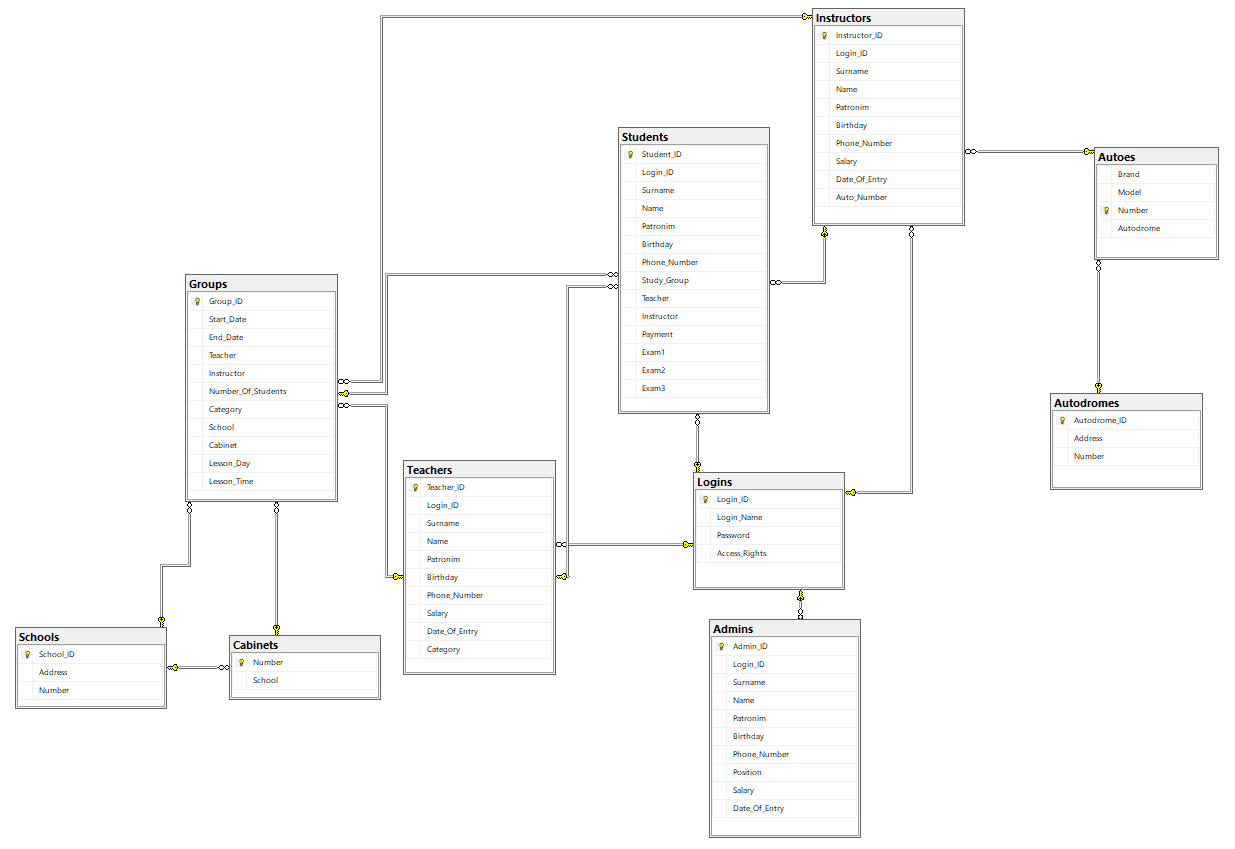 Instructors
Instructor_ID
Login_ID
Surname
Name
Patronim
Birthday
Phone_Number
Salary
Date_Of_Entry
Auto_Number
Students
Student_ID
Login_ID
Surname
Name
Patronim
Birthday
Phone_Number
Study_Group
Teacher
Instructor
Payment
Exam1
Exam2
Exam3
Autoes
Brand
Model
Number
Autodrome
Groups
Group_ID
Start_Date
End_Date
Teacher
Instructor
Number_Of_Students
Category
School
Cabinet
Lesson_Day
Lesson_Time
Autodromes
Autodrome_ID
Address
Number
Teachers
Teacher_ID
Login_ID
Surname
Name
Patronim
Birthday
Phone_Number
Salary
Date_Of_Entry
Category
Logins
Login_ID
Login_Name
Password
Access_Rights
Schools
School_ID
Address
Number
Cabinets
Number
School
Admins
Admin_ID
Login_ID
Surname
Name
Patronim
Birthday
Phone_Number
Position
Salary
Date_Of_Entry